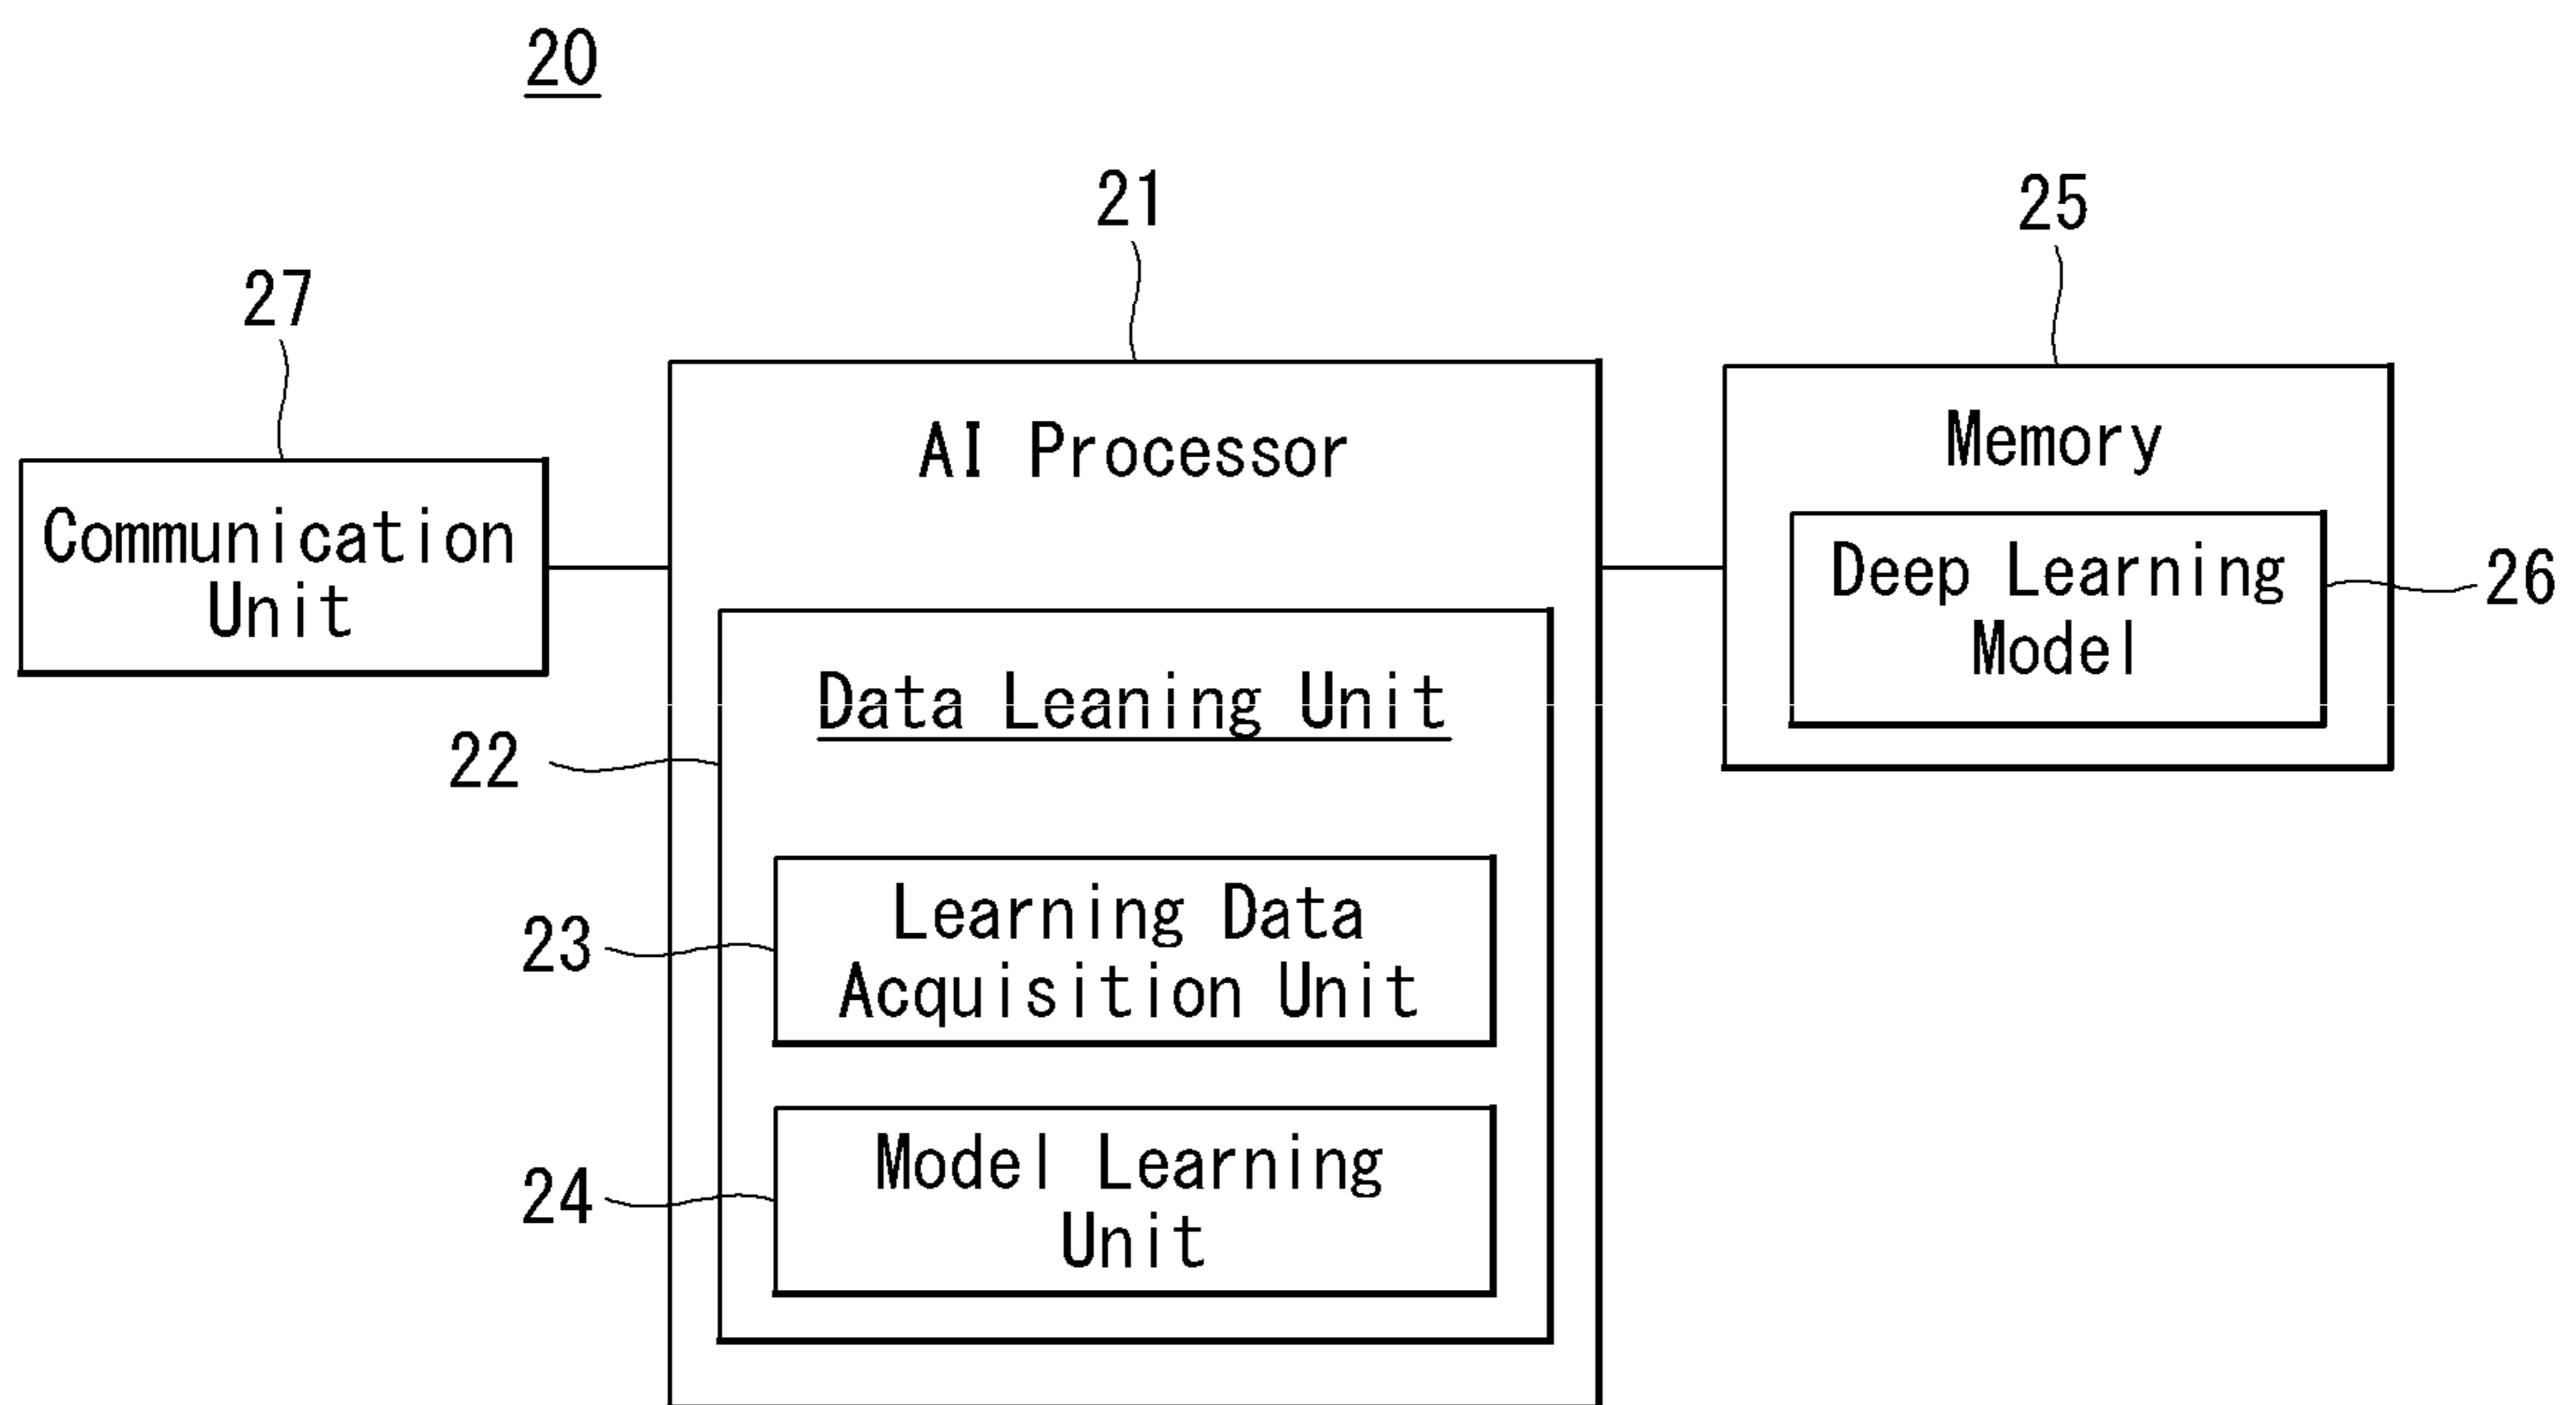 20
21
25
27
AI Processor
Memory
Communication
Unit
Deep Learning
Model
26
Data Leaning Unit
22
Learning Data
Acquisition Unit
23
Model Learning
Unit
24